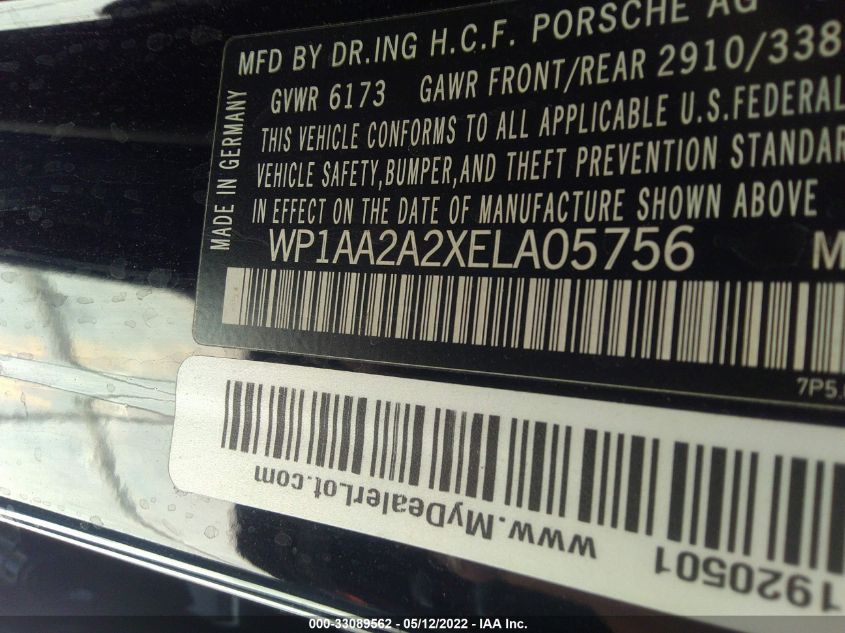 MFD BY DR.ING H.C.F. PORSCHE AG
GVWR 6173 GAWR FRONT/REAR 2910/338
MADE IN GERMANY
THIS VEHICLE CONFORMS TO ALL APPLICABLE U.S.FEDERAL
VEHICLE SAFETY,BUMPER,AND THEFT PREVENTION STANDAR
IN EFFECT ON THE DATE OF MANUFACTURE SHOWN ABOVE
WP1AA2A2XELA05756 M
7P5.
www.MyDealerLot.com
1920501
000-33089562 - 05/12/2022 - IAA Inc.